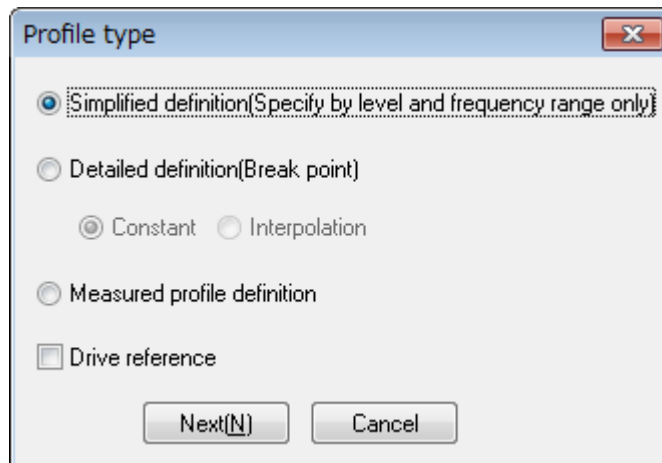 Profile type
Simplified definition(Specify by level and frequency range only)
Detailed definition(Break point)
Constant Interpolation
Measured profile definition
Drive reference
Next(N) Cancel